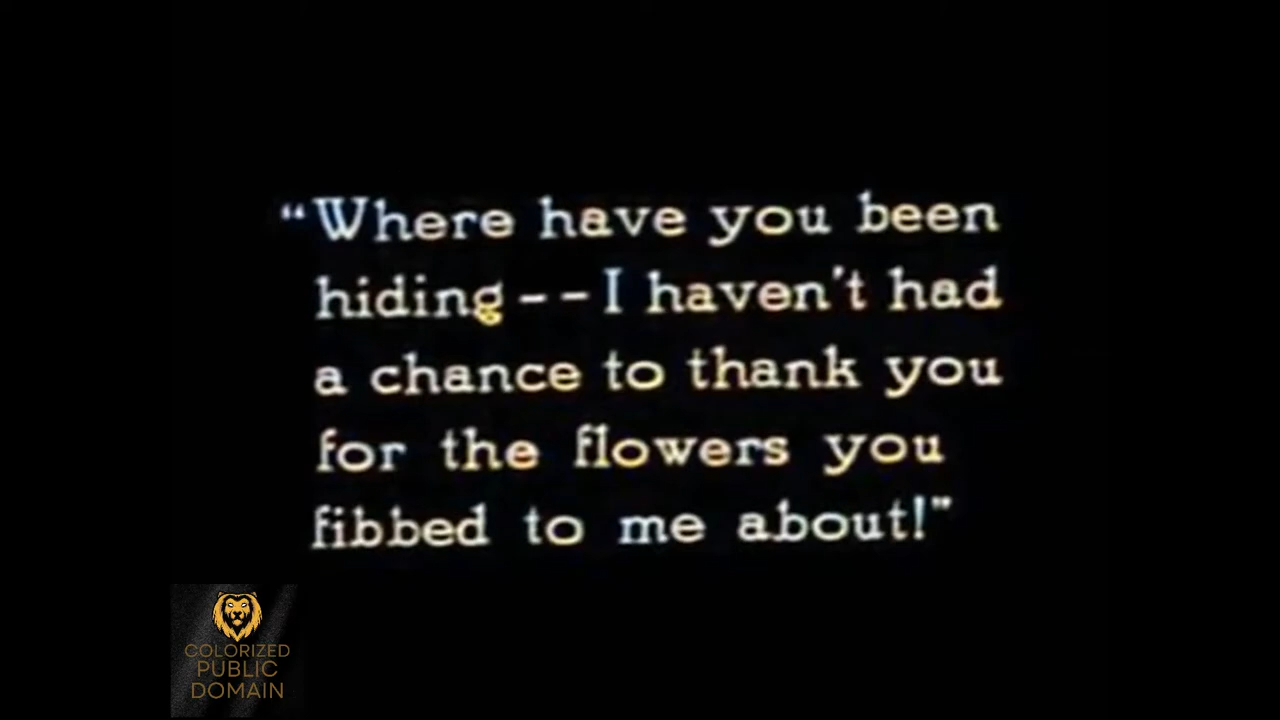 “Where have you been
hiding--I haven't had
a chance to thank you
for the flowers you
fibbed to me about!”
COLORIZED
PUBLIC
DOMAIN